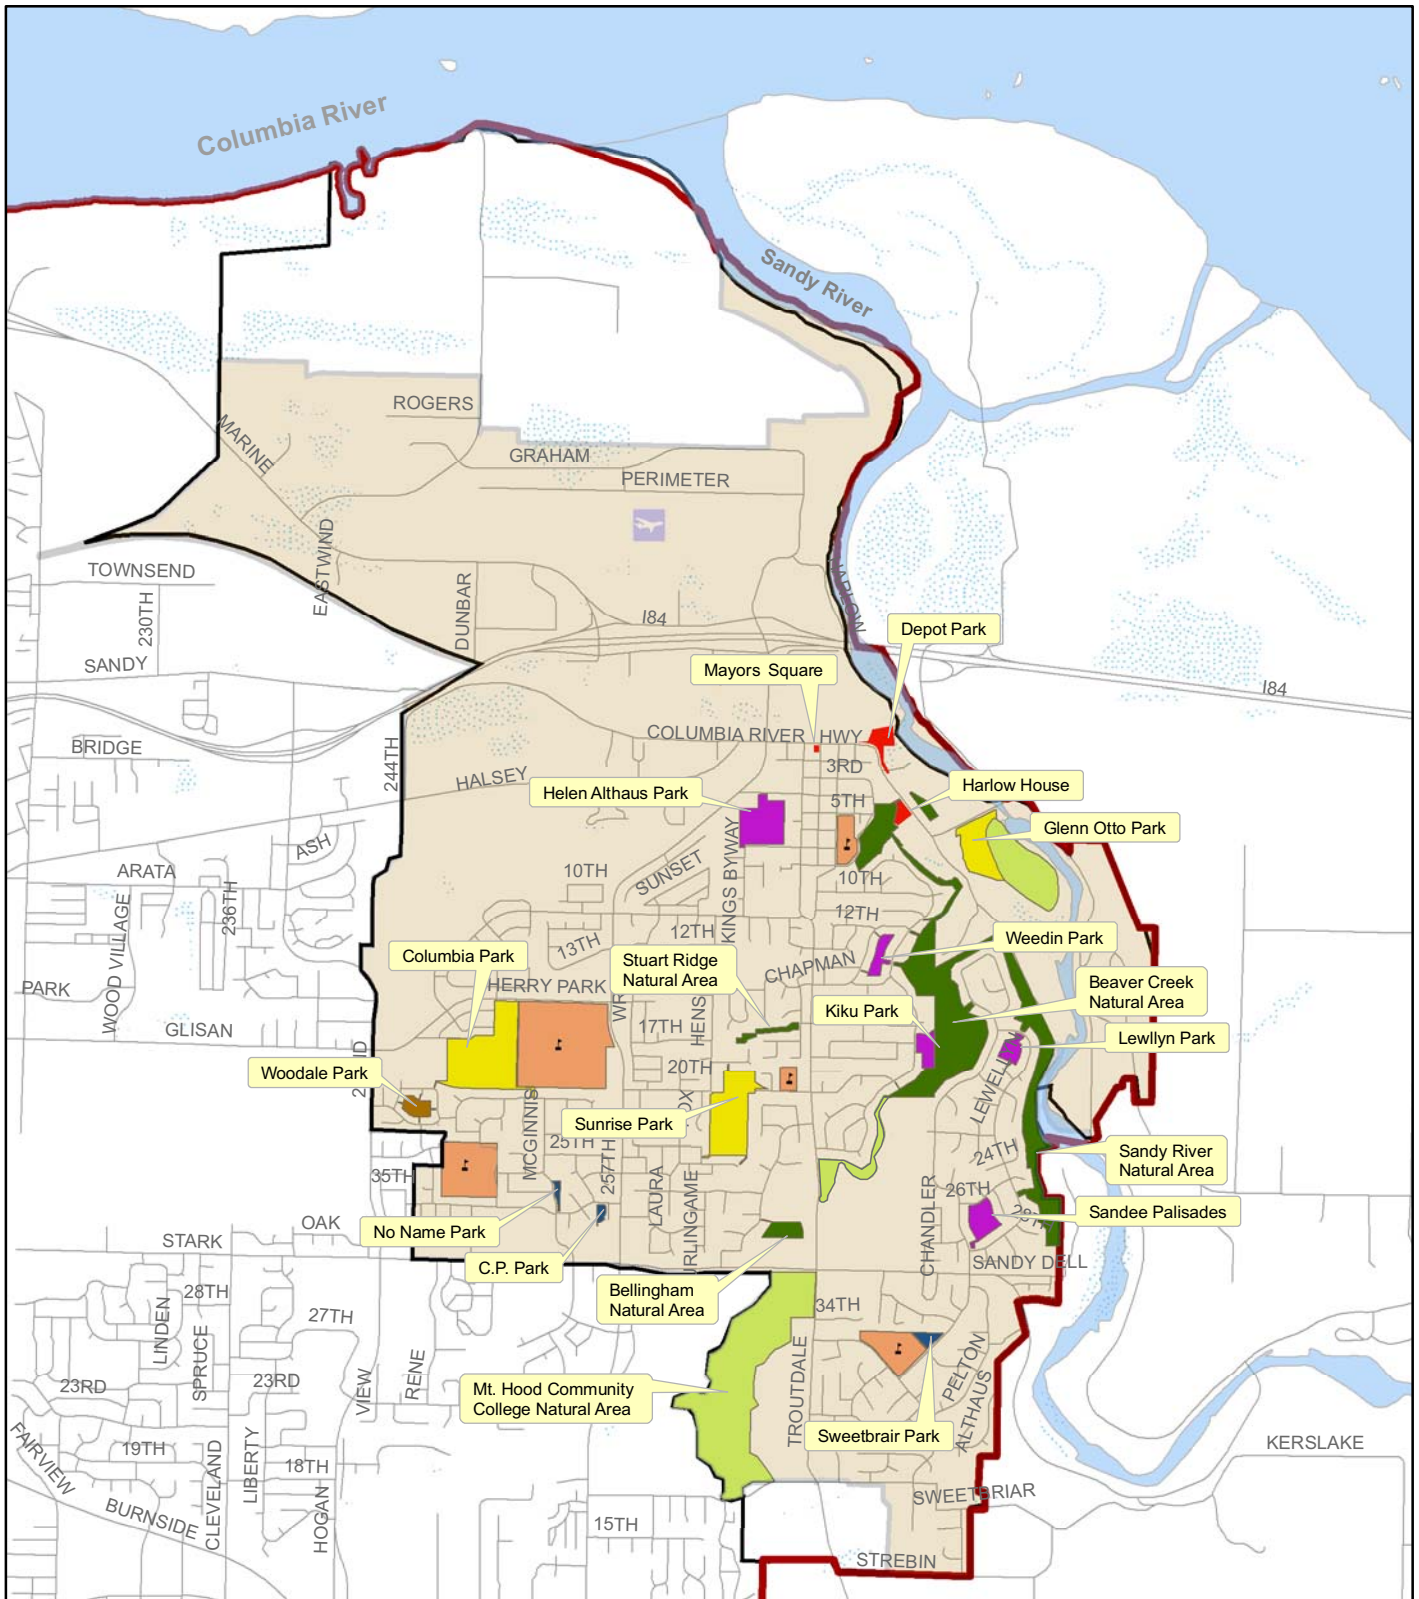 Columbia River
Sandy River
ROGERS
MARINE
GRAHAM
PERIMETER
EASTWIND
TOWNSEND
230TH
DUNBAR
I84
SANDY
Depot Park
Mayors Square
I84
BRIDGE
244TH
COLUMBIA RIVER HWY
3RD
HALSEY
Helen Althaus Park
5TH
Harlow House
Glenn Otto Park
ASH
ARATA
236TH
WOOD VILLAGE
10TH
SUNSET
KINGS BYWAY
10TH
12TH
12TH
13TH
Weedin Park
Columbia Park
Stuart Ridge
Natural Area
CHAPMAN
Beaver Creek
Natural Area
PARK
HERRY PARK
WR
HENS
GLISAN
17TH
Kiku Park
Lewllyn Park
20TH
Woodale Park
LEWELLYN
Sunrise Park
MCGINNIS
25TH
257TH
24TH
Sandy River
Natural Area
35TH
LAURA
URLINGAME
CHANDLER
26TH
28TH
Sandee Palisades
OAK
No Name Park
STARK
C.P. Park
SANDY DELL
Bellingham
Natural Area
28TH
27TH
34TH
LINDEN
SPRUCE
23RD
23RD
VIEW
RENE
Mt. Hood Community
College Natural Area
TROUTDALE
PELTON
ALTHAUS
Sweetbrair Park
FAIRVIEW
19TH
CLEVELAND
LIBERTY
18TH
HOGAN
KERSLAKE
BURNSIDE
SWEETBRIAR
15TH
STREBIN